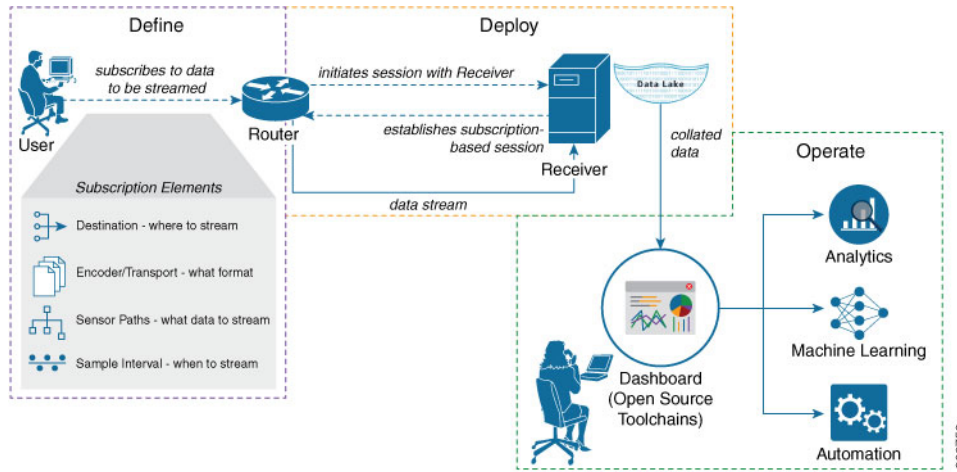 Define
Deploy
subscribes to data
to be streamed
User
Router
initiates session with Receiver
establishes subscription-
based session
Receiver
data stream
Data Lake
collated
data
Subscription Elements
Destination - where to stream
Encoder/Transport - what format
Sensor Paths - what data to stream
Sample Interval - when to stream
Operate
Dashboard
(Open Source
Toolchains)
Analytics
Machine Learning
Automation